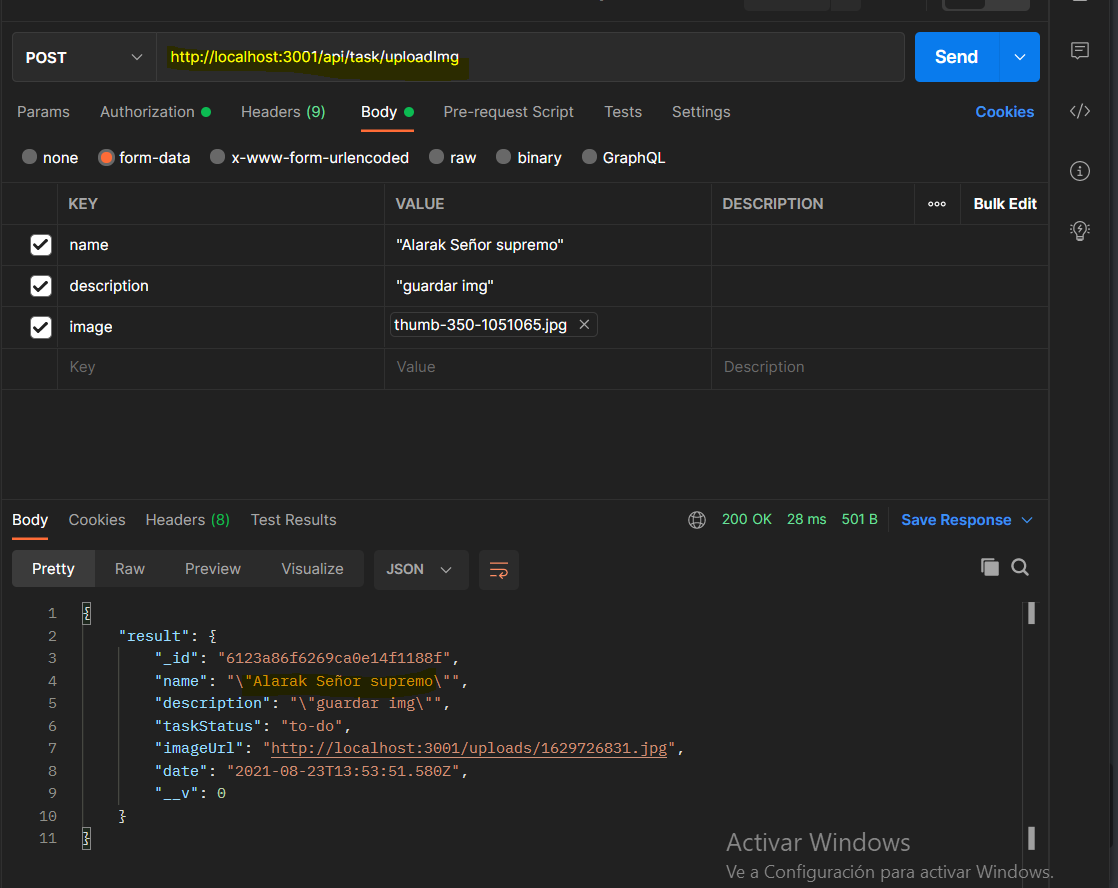 POST http://localhost:3001/api/task/uploadImg Send
Params Authorization Headers (9) Body Pre-request Script Tests Settings Cookies
none form-data x-www-form-urlencoded raw binary GraphQL
KEY VALUE DESCRIPTION Bulk Edit
name "Alarak Señor supremo"
description "guardar img"
image thumb-350-1051065.jpg
Key Value Description
Body Cookies Headers (8) Test Results 200 OK 28 ms 501 B Save Response
Pretty Raw Preview Visualize JSON
1 {
2 "result": {
3 "_id": "6123a86f6269ca0e14f1188f",
4 "name": "\"Alarak Señor supremo\"",
5 "description": "\"guardar img\"",
6 "taskStatus": "to-do",
7 "imageUrl": "http://localhost:3001/uploads/1629726831.jpg",
8 "date": "2021-08-23T13:53:51.580Z",
9 "__v": 0
10 }
11 }
Activar Windows
Ve a Configuración para activar Windows.